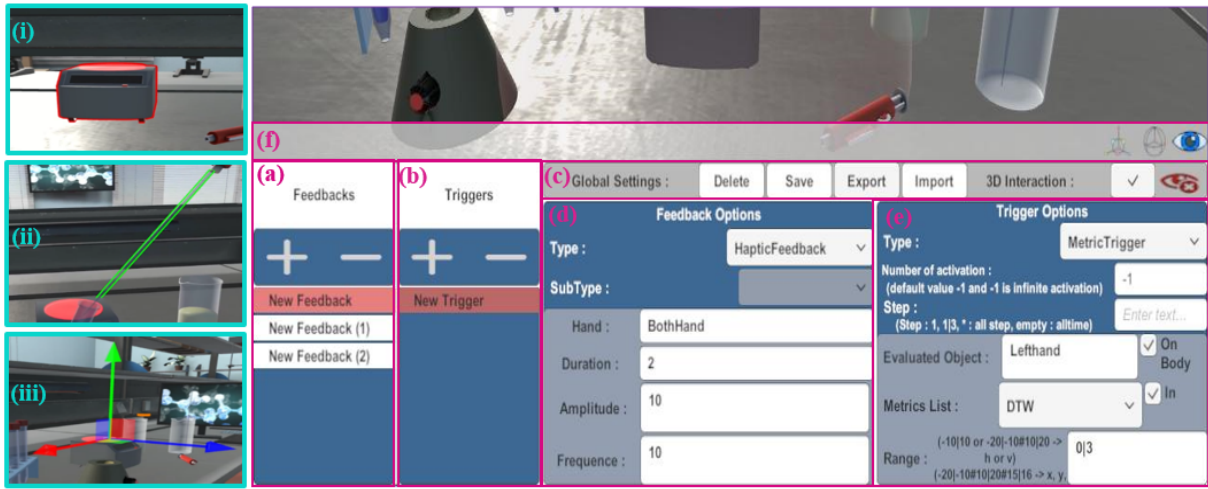 (i)
(ii)
(iii)
(f)
(a)
Feedbacks
New Feedback
New Feedback (1)
New Feedback (2)
(b)
Triggers
New Trigger
(c)
Global Settings :
Delete
Save
Export
Import
3D Interaction :
(d)
Feedback Options
Type :
HapticFeedback
SubType :
Hand :
BothHand
Duration :
2
Amplitude :
10
Frequence :
10
(e)
Trigger Options
Type :
MetricTrigger
Number of activation :
(default value -1 and -1 is infinite activation)
-1
Step :
(Step : 1, 1|3, * : all step, empty : alltime)
Enter text...
Evaluated Object :
Lefthand
On
Body
Metrics List :
DTW
In
Range :
(-10|10 or -20|-10#10|20 ->
h or v)
(-20|-10#10|20#15|16 -> x, y,
0|3